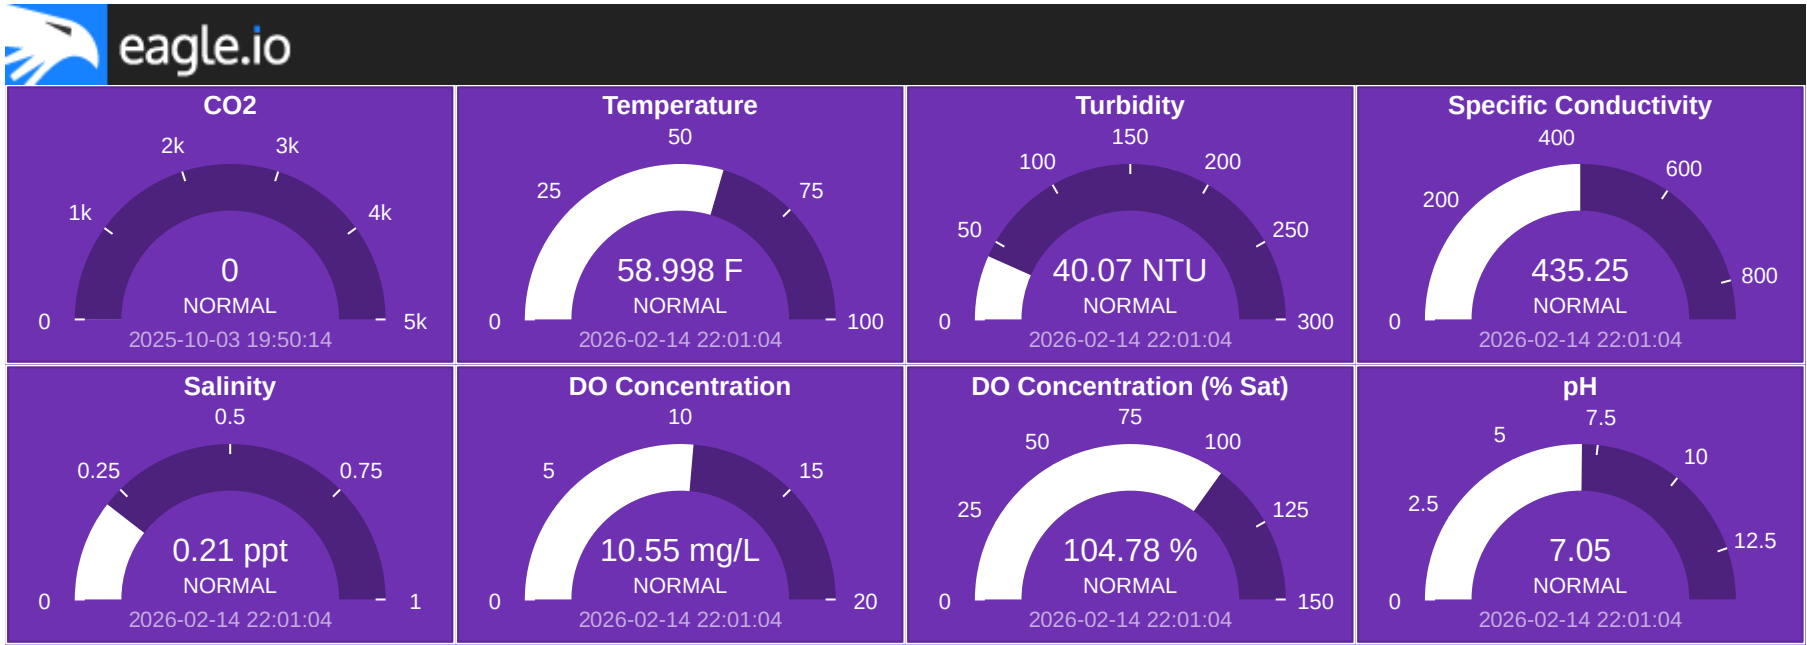 eagle.io
CO2
2k
3k
1k
4k
0
NORMAL
0
5k
2025-10-03 19:50:14
Temperature
50
25
75
58.998 F
NORMAL
0
100
2026-02-14 22:01:04
Turbidity
150
100
200
50
250
40.07 NTU
NORMAL
0
300
2026-02-14 22:01:04
Specific Conductivity
400
600
200
800
435.25
NORMAL
0
2026-02-14 22:01:04
Salinity
0.5
0.25
0.75
0.21 ppt
NORMAL
0
1
2026-02-14 22:01:04
DO Concentration
10
5
15
10.55 mg/L
NORMAL
0
20
2026-02-14 22:01:04
DO Concentration (% Sat)
75
50
100
25
125
104.78 %
NORMAL
0
150
2026-02-14 22:01:04
pH
7.5
5
10
2.5
12.5
7.05
NORMAL
0
2026-02-14 22:01:04